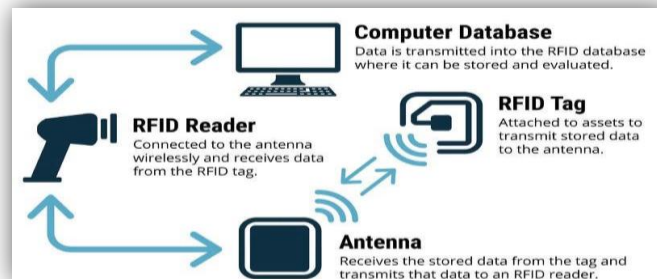 Computer Database
Data is transmitted into the RFID database
where it can be stored and evaluated.
RFID Tag
Attached to assets to
transmit stored data
to the antenna.
RFID Reader
Connected to the antenna
wirelessly and receives data
from the RFID tag.
Antenna
Receives the stored data from the tag and
transmits that data to an RFID reader.